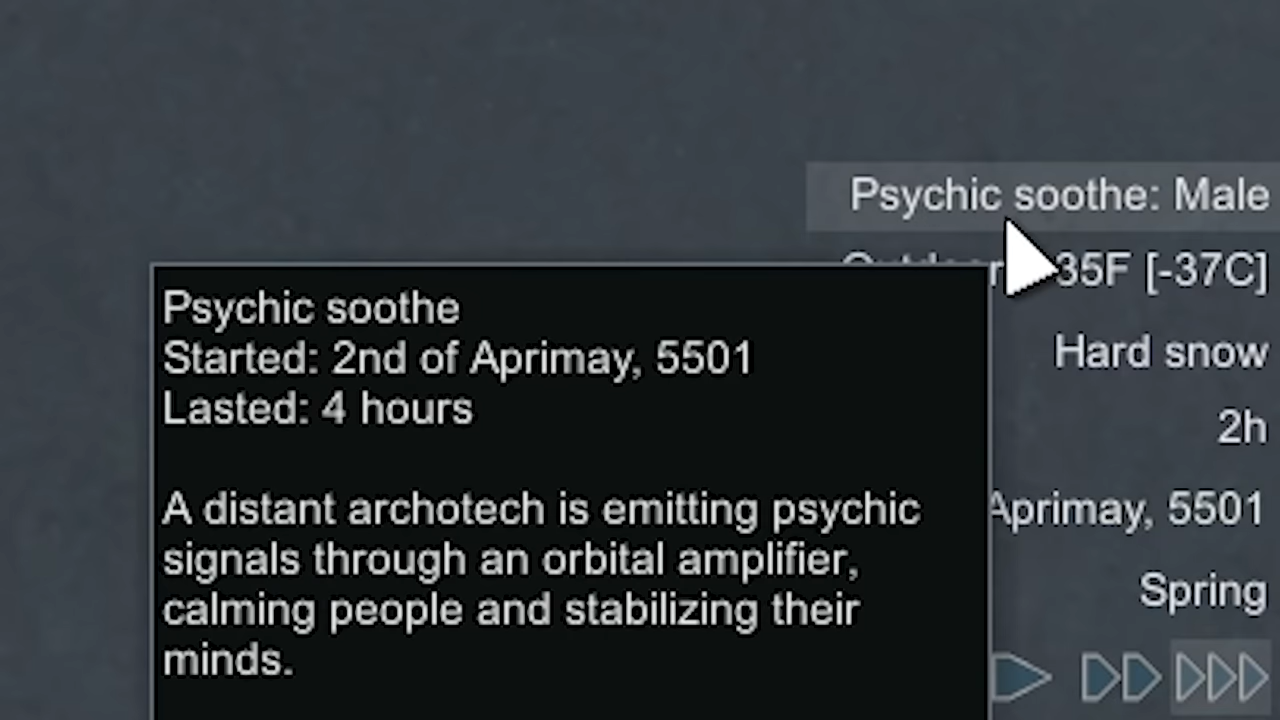 Psychic soothe: Male
35F [-37C]
Psychic soothe
Started: 2nd of Aprimay, 5501
Lasted: 4 hours
A distant archotech is emitting psychic
signals through an orbital amplifier,
calming people and stabilizing their
minds.
Hard snow
2h
Aprimay, 5501
Spring